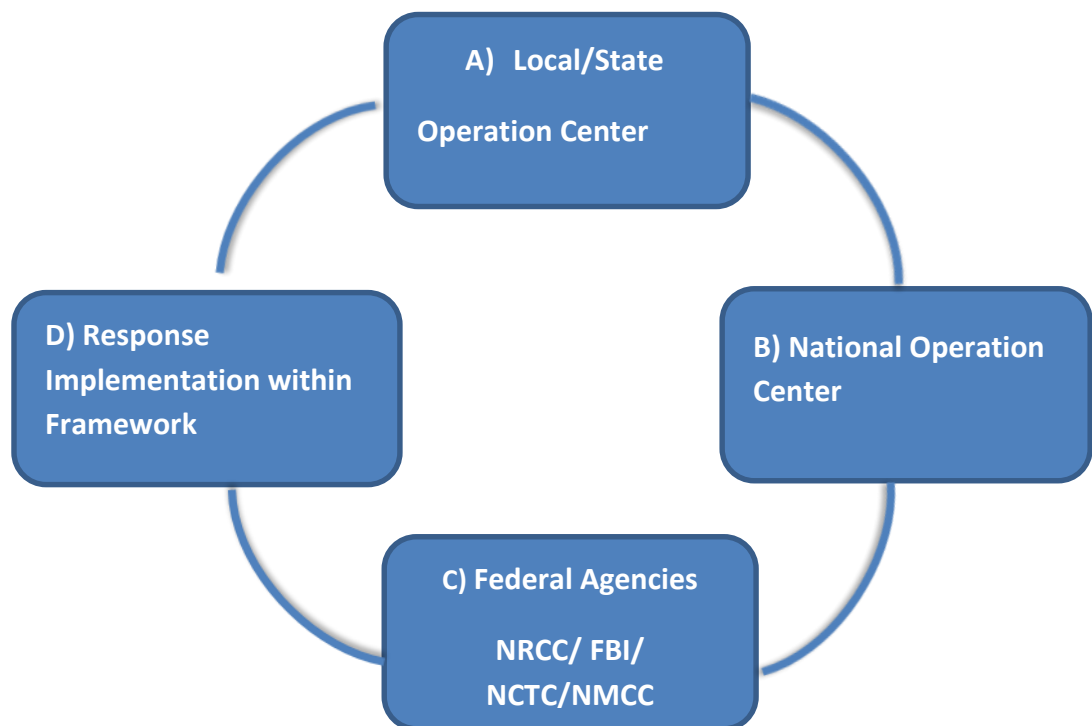 A) Local/State
Operation Center
D) Response
Implementation within
Framework
B) National Operation
Center
C) Federal Agencies
NRCC/ FBI/
NCTC/NMCC